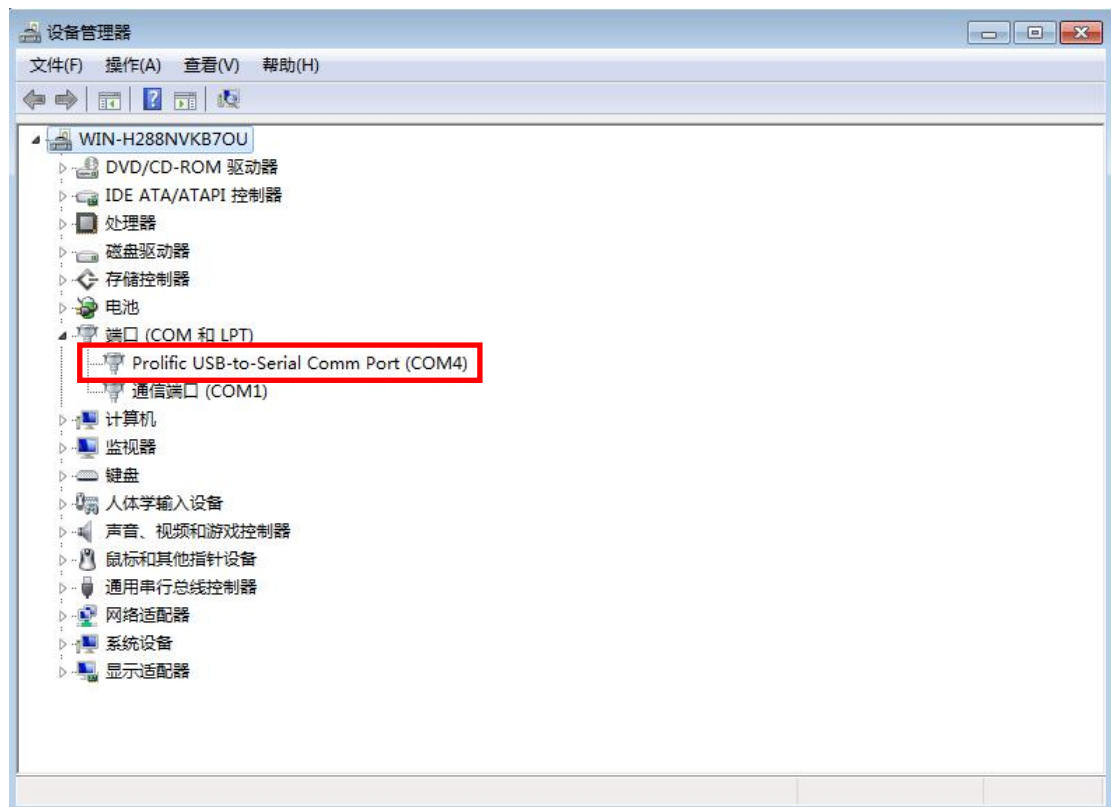 设备管理器
文件(F) 操作(A) 查看(V) 帮助(H)
WIN-H288NVKB7OU
DVD/CD-ROM 驱动器
IDE ATA/ATAPI 控制器
处理器
磁盘驱动器
存储控制器
电池
端口 (COM 和 LPT)
Prolific USB-to-Serial Comm Port (COM4)
通信端口 (COM1)
计算机
监视器
键盘
人体学输入设备
声音、视频和游戏控制器
鼠标和其他指针设备
通用串行总线控制器
网络适配器
系统设备
显示适配器